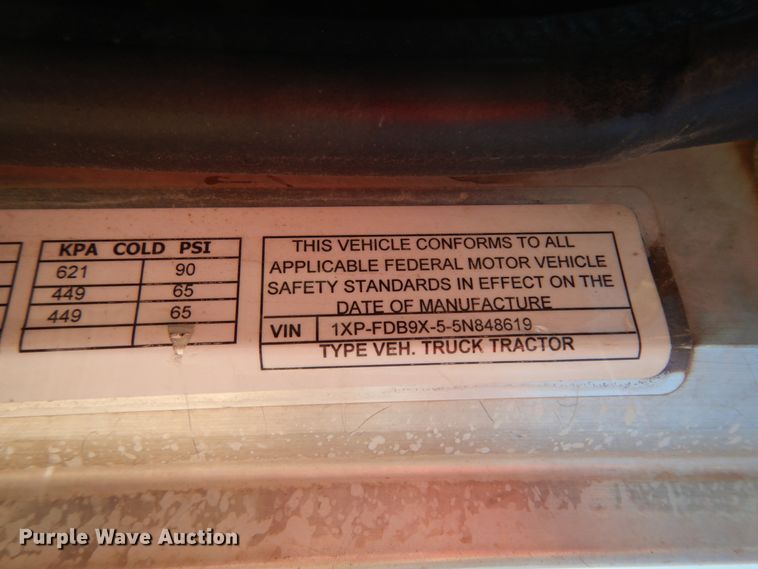 KPA COLD PSI
621 90
449 65
449 65
THIS VEHICLE CONFORMS TO ALL
APPLICABLE FEDERAL MOTOR VEHICLE
SAFETY STANDARDS IN EFFECT ON THE
DATE OF MANUFACTURE
VIN 1XP-FDB9X-5-5N848619
TYPE VEH. TRUCK TRACTOR
Purple Wave Auction